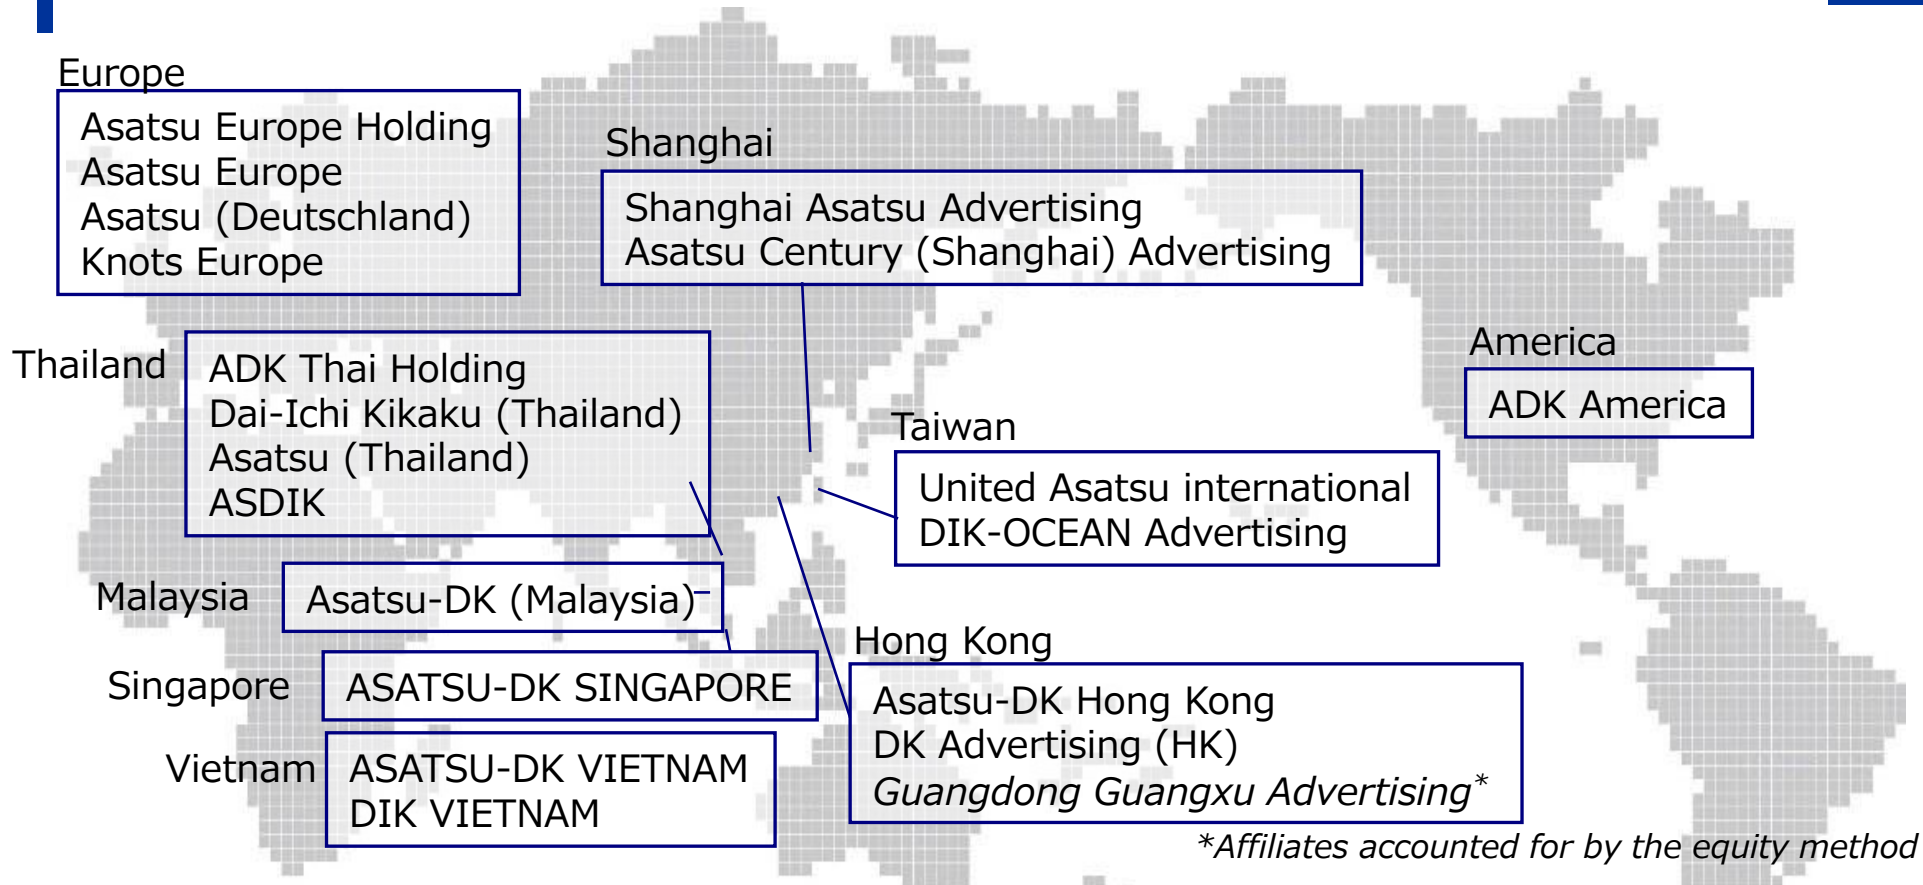 Europe
Asatsu Europe Holding
Asatsu Europe
Asatsu (Deutschland)
Knots Europe
Shanghai
Shanghai Asatsu Advertising
Asatsu Century (Shanghai) Advertising
Thailand
ADK Thai Holding
Dai-Ichi Kikaku (Thailand)
Asatsu (Thailand)
ASDIK
America
ADK America
Taiwan
United Asatsu international
DIK-OCEAN Advertising
Malaysia
Asatsu-DK (Malaysia)
Singapore
ASATSU-DK SINGAPORE
Vietnam
ASATSU-DK VIETNAM
DIK VIETNAM
Hong Kong
Asatsu-DK Hong Kong
DK Advertising (HK)
Guangdong Guangxu Advertising*
*Affiliates accounted for by the equity method